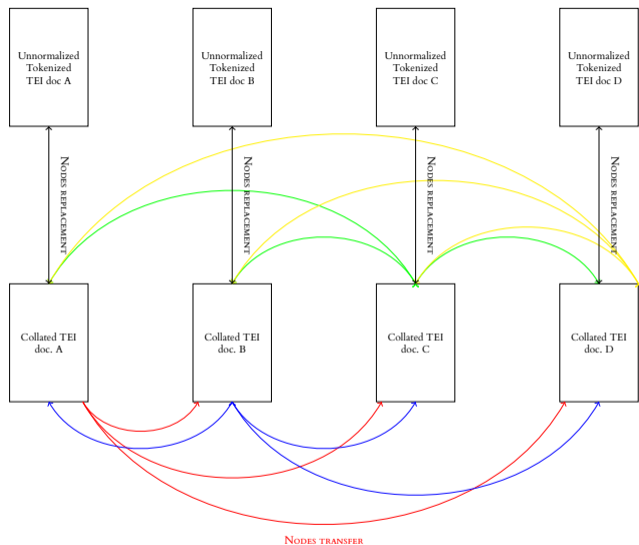 Unnormalized
Tokenized
TEI doc A
Unnormalized
Tokenized
TEI doc B
Unnormalized
Tokenized
TEI doc C
Unnormalized
Tokenized
TEI doc D
Nodes replacement
Nodes replacement
Nodes replacement
Nodes replacement
Collated TEI
doc. A
Collated TEI
doc. B
Collated TEI
doc. C
Collated TEI
doc. D
Nodes transfer